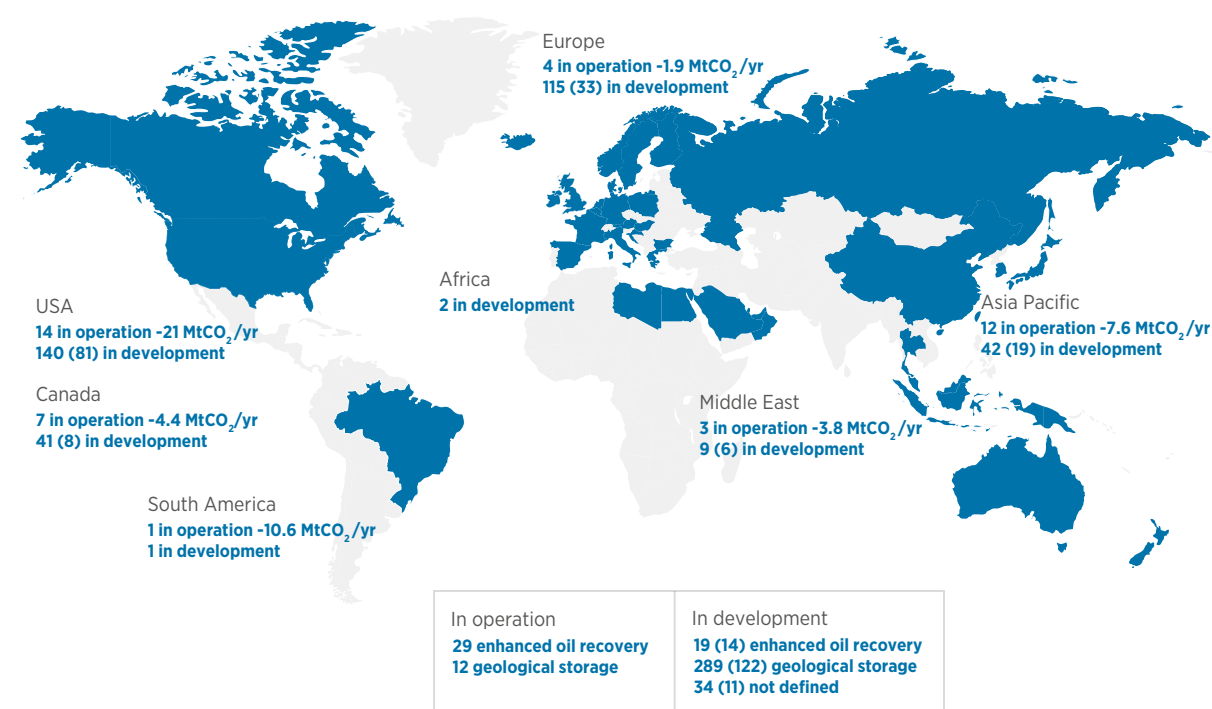 Europe
4 in operation -1.9 MtCO₂/yr
115 (33) in development
Africa
2 in development
USA
14 in operation -21 MtCO₂/yr
140 (81) in development
Asia Pacific
12 in operation -7.6 MtCO₂/yr
42 (19) in development
Canada
7 in operation -4.4 MtCO₂/yr
41 (8) in development
Middle East
3 in operation -3.8 MtCO₂/yr
9 (6) in development
South America
1 in operation -10.6 MtCO₂/yr
1 in development
In operation
29 enhanced oil recovery
12 geological storage
In development
19 (14) enhanced oil recovery
289 (122) geological storage
34 (11) not defined